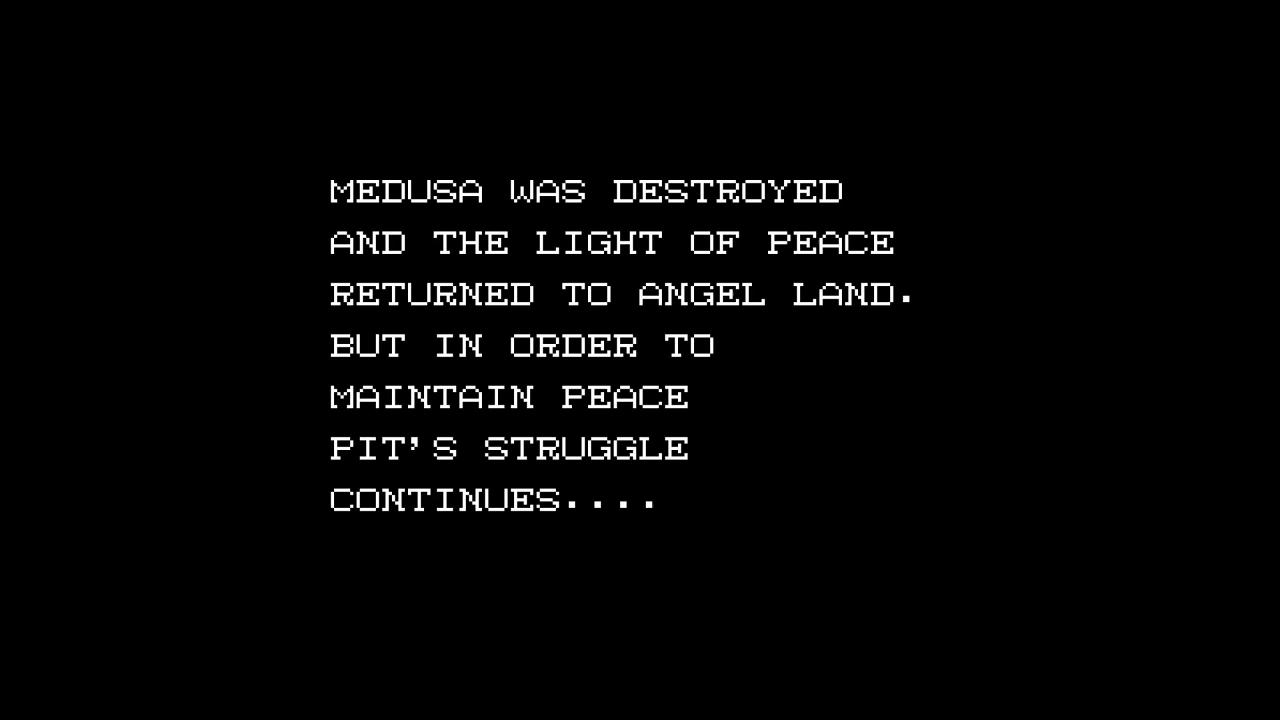 MEDUSA WAS DESTROYED
AND THE LIGHT OF PEACE
RETURNED TO ANGEL LAND.
BUT IN ORDER TO
MAINTAIN PEACE
PIT'S STRUGGLE
CONTINUES....